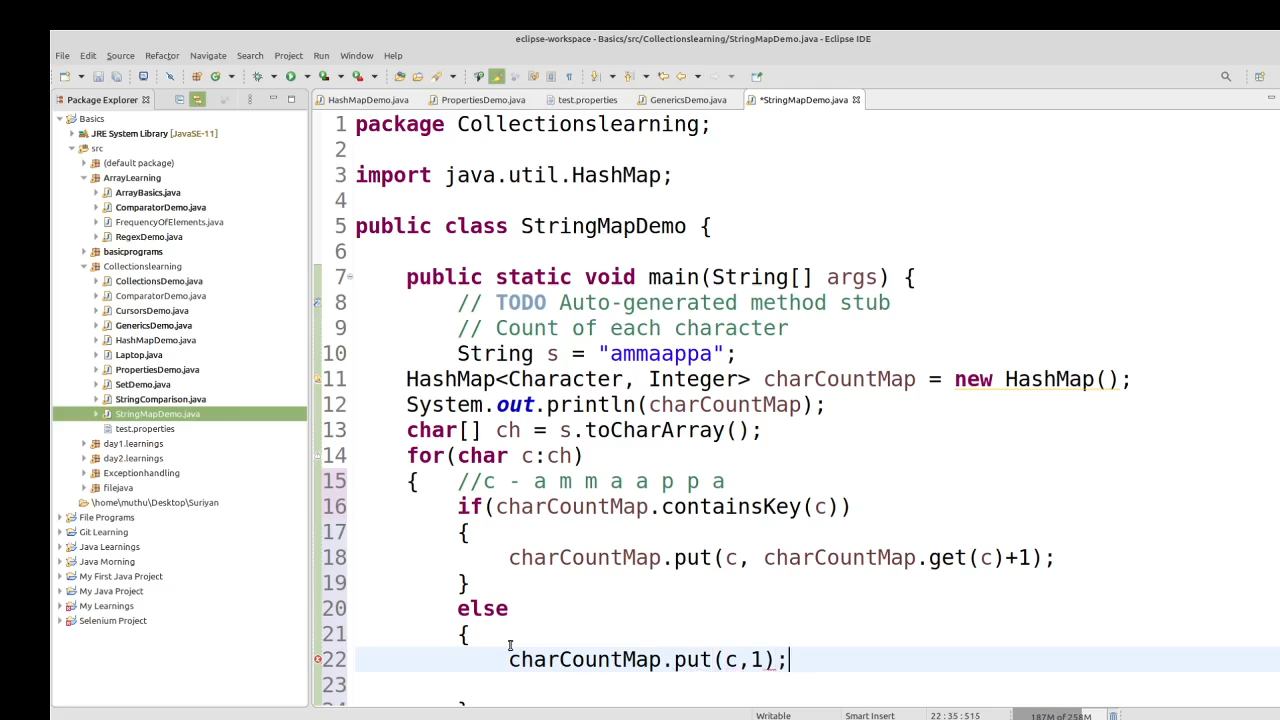 eclipse-workspace - Basics/src/Collectionslearning/StringMapDemo.java - Eclipse IDE
File Edit Source Refactor Navigate Search Project Run Window Help
Package Explorer
HashMapDemo.java PropertiesDemo.java test.properties GenericsDemo.java *StringMapDemo.java
Basics
JRE System Library [JavaSE-11]
src
(default package)
ArrayLearning
ArrayBasics.java
ComparatorDemo.java
FrequencyOfElements.java
RegexDemo.java
basicprograms
Collectionslearning
CollectionsDemo.java
ComparatorDemo.java
CursorsDemo.java
GenericsDemo.java
HashMapDemo.java
Laptop.java
PropertiesDemo.java
SetDemo.java
StringComparison.java
StringMapDemo.java
test.properties
day1.learnings
day2.learnings
Exceptionhandling
filejava
\home\muthu\Desktop\Suriyan
File Programs
Git Learning
Java Learnings
Java Morning
My First Java Project
My Java Project
My Learnings
Selenium Project
1 package Collectionslearning;
2
3 import java.util.HashMap;
4
5 public class StringMapDemo {
6
7 public static void main(String[] args) {
8 // TODO Auto-generated method stub
9 // Count of each character
10 String s = "ammaappa";
11 HashMap<Character, Integer> charCountMap = new HashMap();
12 System.out.println(charCountMap);
13 char[] ch = s.toCharArray();
14 for(char c:ch)
15 { //c - a m m a a p p a
16 if(charCountMap.containsKey(c))
17 {
18 charCountMap.put(c, charCountMap.get(c)+1);
19 }
20 else
21 {
22 charCountMap.put(c,1);
23
Writable Smart Insert 22 : 35 : 515 187M of 258M